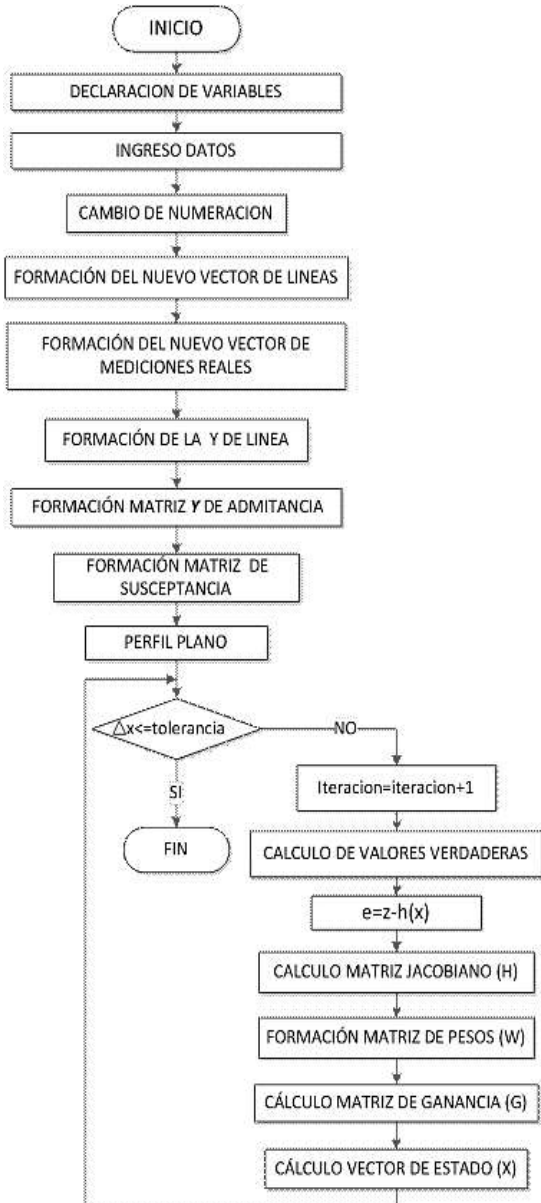 INICIO
DECLARACION DE VARIABLES
INGRESO DATOS
CAMBIO DE NUMERACION
FORMACIÓN DEL NUEVO VECTOR DE LINEAS
FORMACIÓN DEL NUEVO VECTOR DE
MEDICIONES REALES
FORMACIÓN DE LA Y DE LINEA
FORMACIÓN MATRIZ Y DE ADMITANCIA
FORMACIÓN MATRIZ DE
SUSCEPTANCIA
PERFIL PLANO
Δx<=tolerancia
NO
SI
FIN
Iteracion=iteracion+1
CALCULO DE VALORES VERDADERAS
e=z-h(x)
CALCULO MATRIZ JACOBIANO (H)
FORMACIÓN MATRIZ DE PESOS (W)
CÁLCULO MATRIZ DE GANANCIA (G)
CÁLCULO VECTOR DE ESTADO (X)